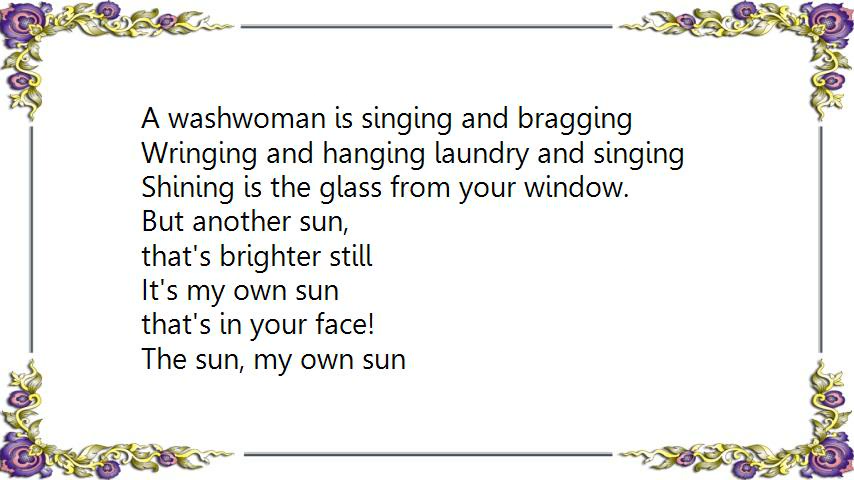 A washwoman is singing and bragging
Wringing and hanging laundry and singing
Shining is the glass from your window.
But another sun,
that's brighter still
It's my own sun
that's in your face!
The sun, my own sun